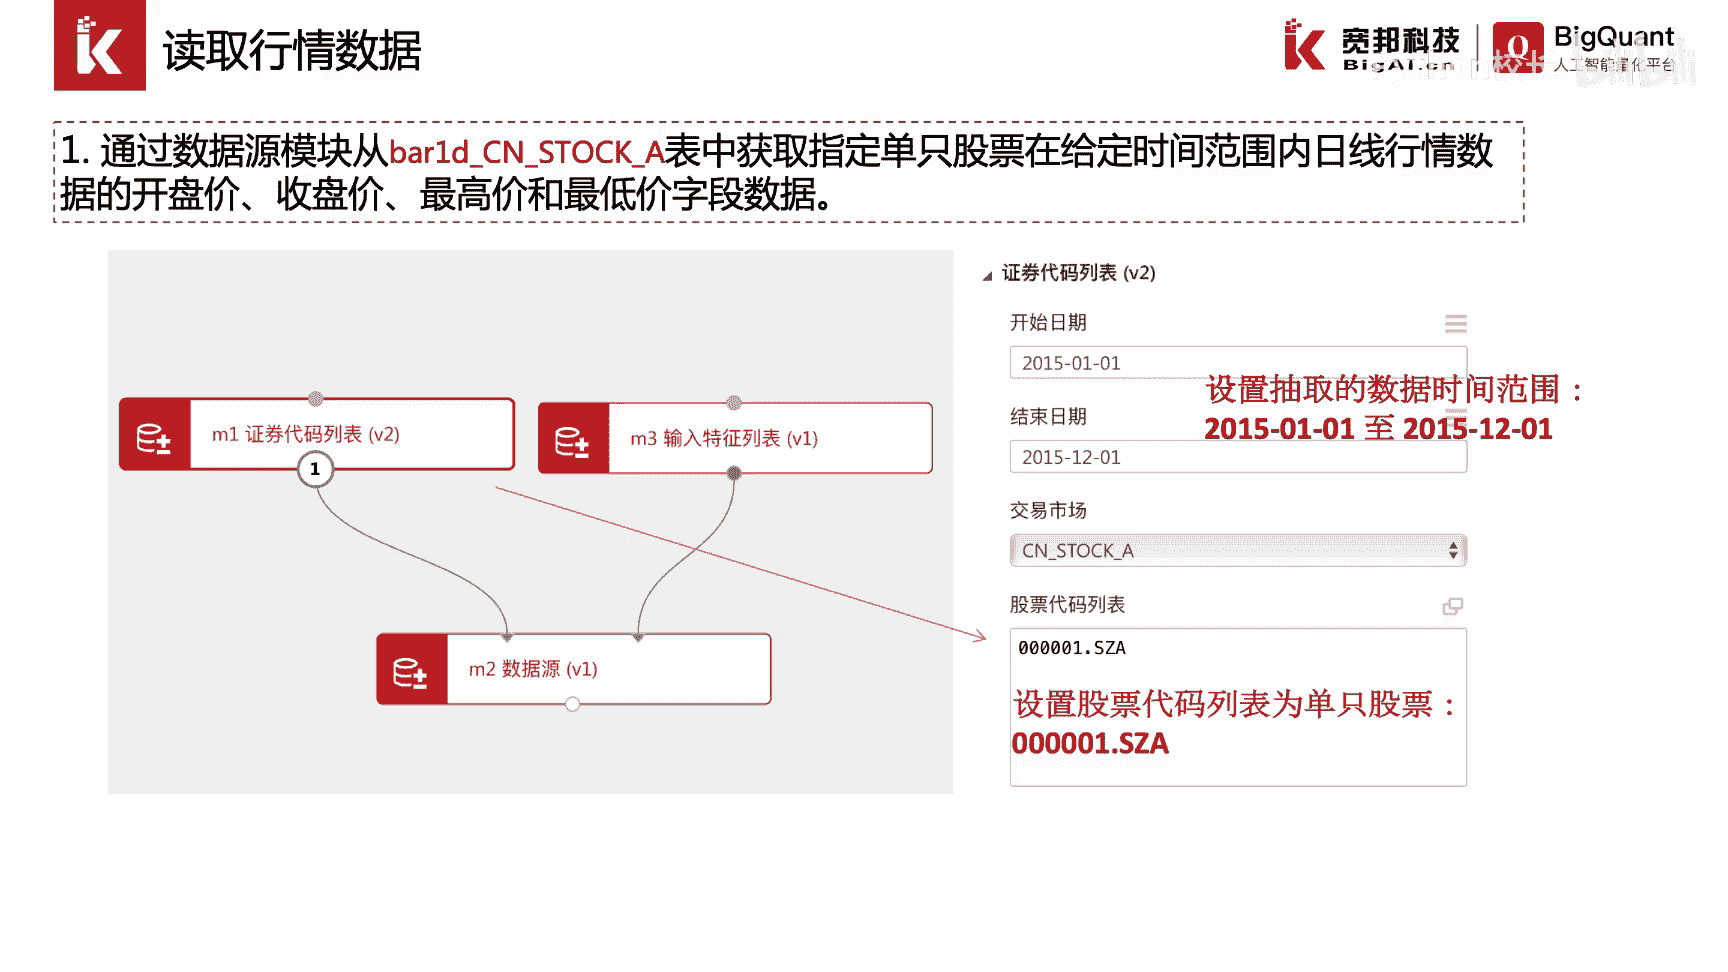 读取行情数据
宽邦科技
BigAI.cn
Q
BigQuant
人工智能量化平台
bilibili
1. 通过数据源模块从bar1d_CN_STOCK_A表中获取指定单只股票在给定时间范围内日线行情数
据的开盘价、收盘价、最高价和最低价字段数据。
m1 证券代码列表 (v2)
1
m3 输入特征列表 (v1)
m2 数据源 (v1)
证券代码列表 (v2)
开始日期
2015-01-01
设置抽取的数据时间范围：
2015-01-01 至 2015-12-01
结束日期
2015-12-01
交易市场
CN_STOCK_A
股票代码列表
000001.SZA
设置股票代码列表为单只股票：
000001.SZA